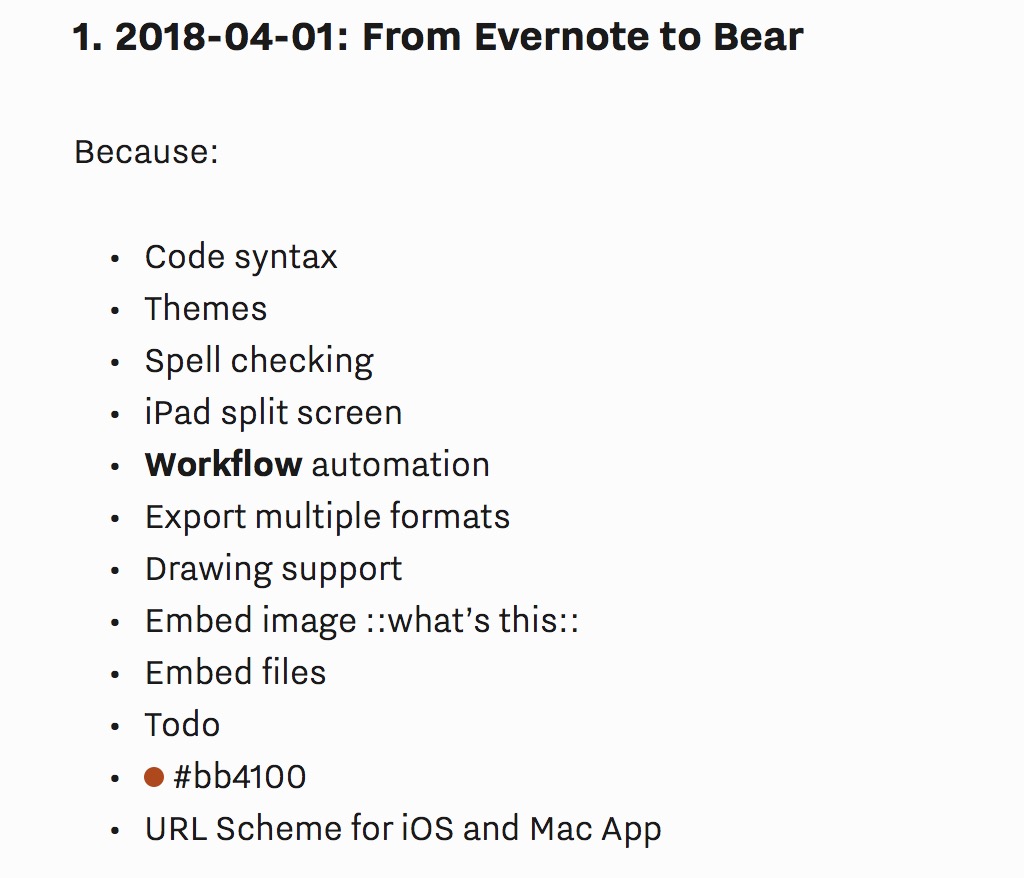 1. 2018-04-01: From Evernote to Bear
Because:
• Code syntax
• Themes
• Spell checking
• iPad split screen
• Workflow automation
• Export multiple formats
• Drawing support
• Embed image ::what’s this::
• Embed files
• Todo
• #bb4100
• URL Scheme for iOS and Mac App